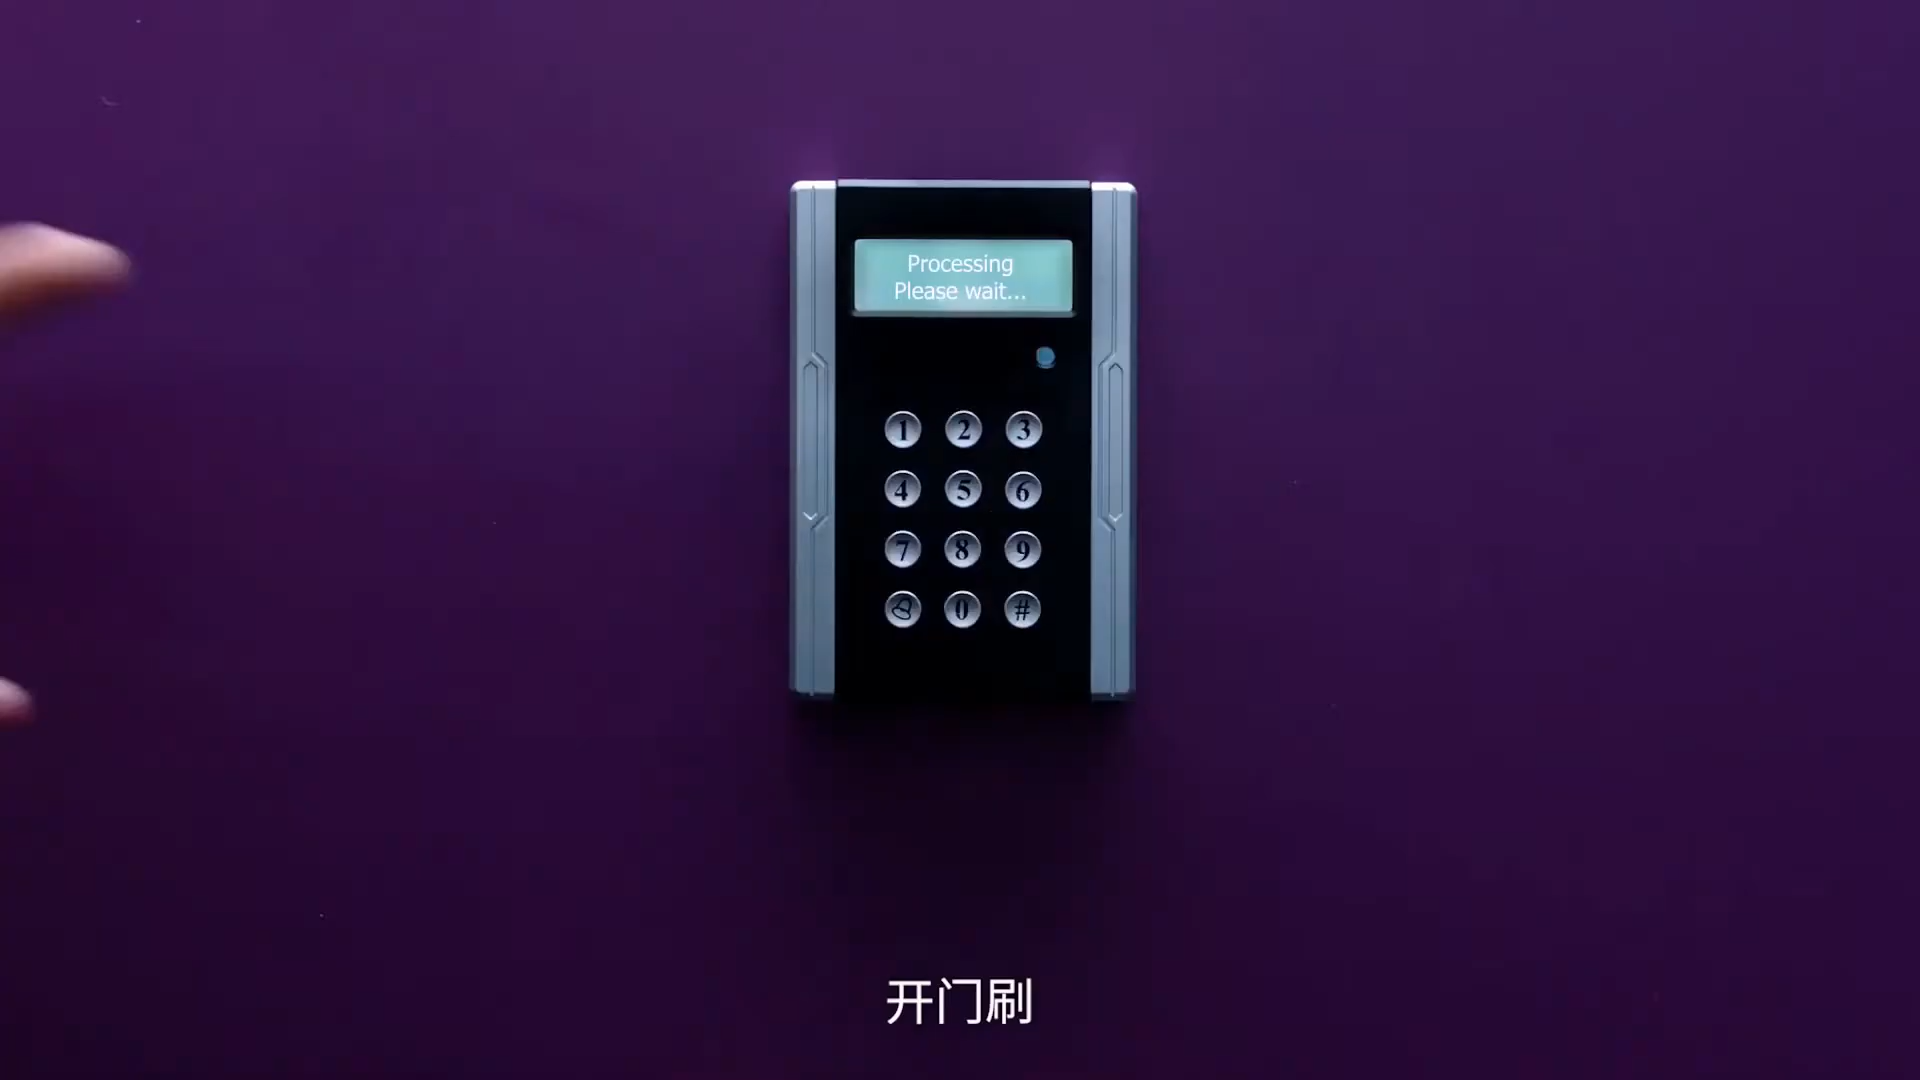 Processing
Please wait...
1 2 3
4 5 6
7 8 9
0 #
开门刷